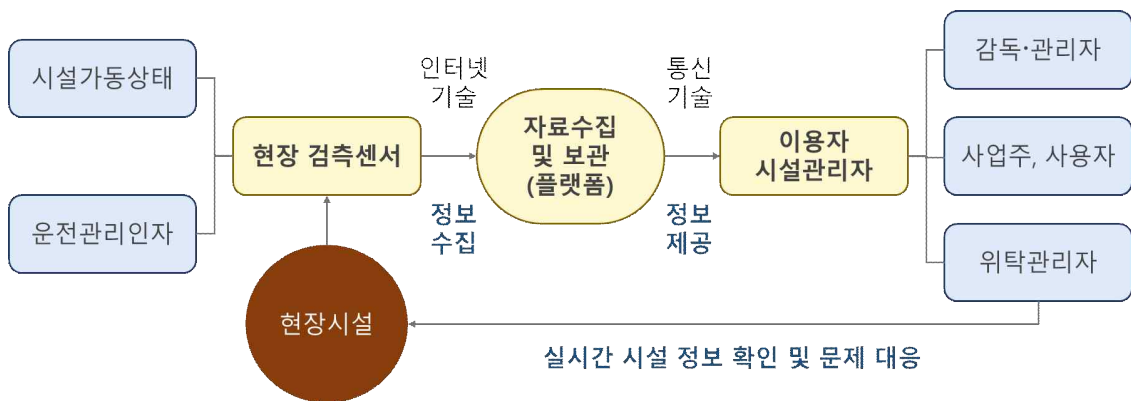 시설가동상태
운전관리인자
현장 검측센서
현장시설
인터넷
기술
정보
수집
자료수집
및 보관
(플랫폼)
통신
기술
정보
제공
이용자
시설관리자
감독·관리자
사업주, 사용자
위탁관리자
실시간 시설 정보 확인 및 문제 대응